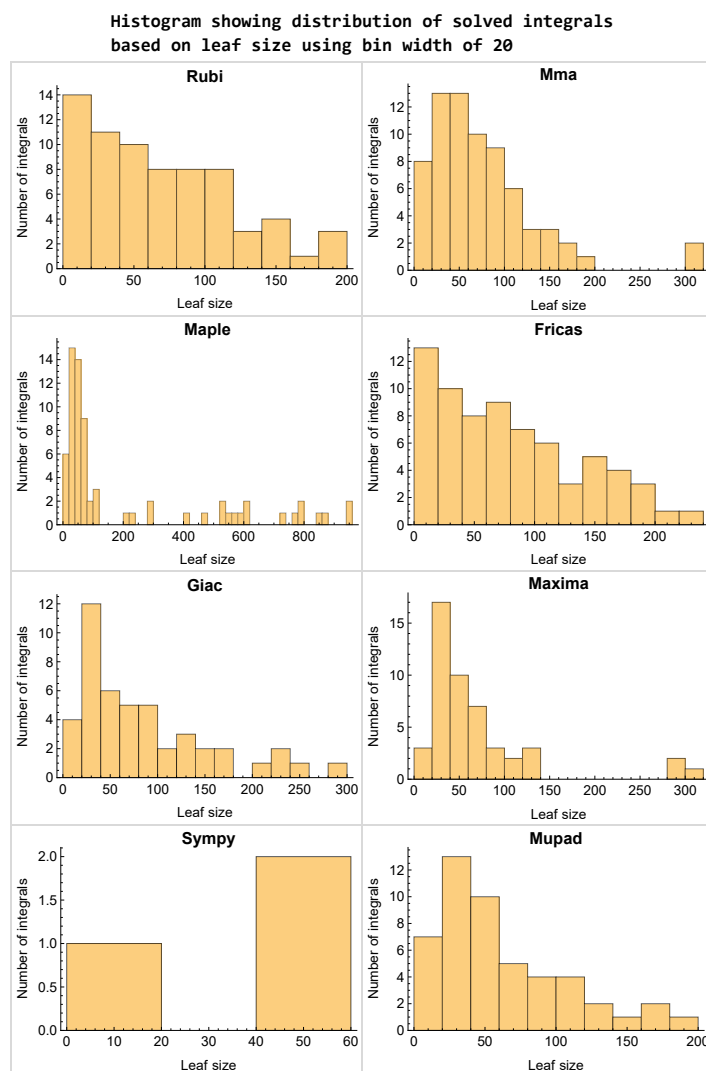 Histogram showing distribution of solved integrals
based on leaf size using bin width of 20
Rubi
Number of integrals
14
12
10
8
6
4
2
0
0 50 100 150 200
Leaf size
Mma
Number of integrals
12
10
8
6
4
2
0
0 50 100 150 200 250 300
Leaf size
Maple
Number of integrals
14
12
10
8
6
4
2
0
0 200 400 600 800
Leaf size
Fricas
Number of integrals
12
10
8
6
4
2
0
0 50 100 150 200
Leaf size
Giac
Number of integrals
12
10
8
6
4
2
0
0 50 100 150 200 250 300
Leaf size
Maxima
Number of integrals
15
10
5
0
0 50 100 150 200 250 300
Leaf size
Sympy
Number of integrals
2.0
1.5
1.0
0.5
0.0
0 10 20 30 40 50 60
Leaf size
Mupad
Number of integrals
12
10
8
6
4
2
0
0 50 100 150 200
Leaf size